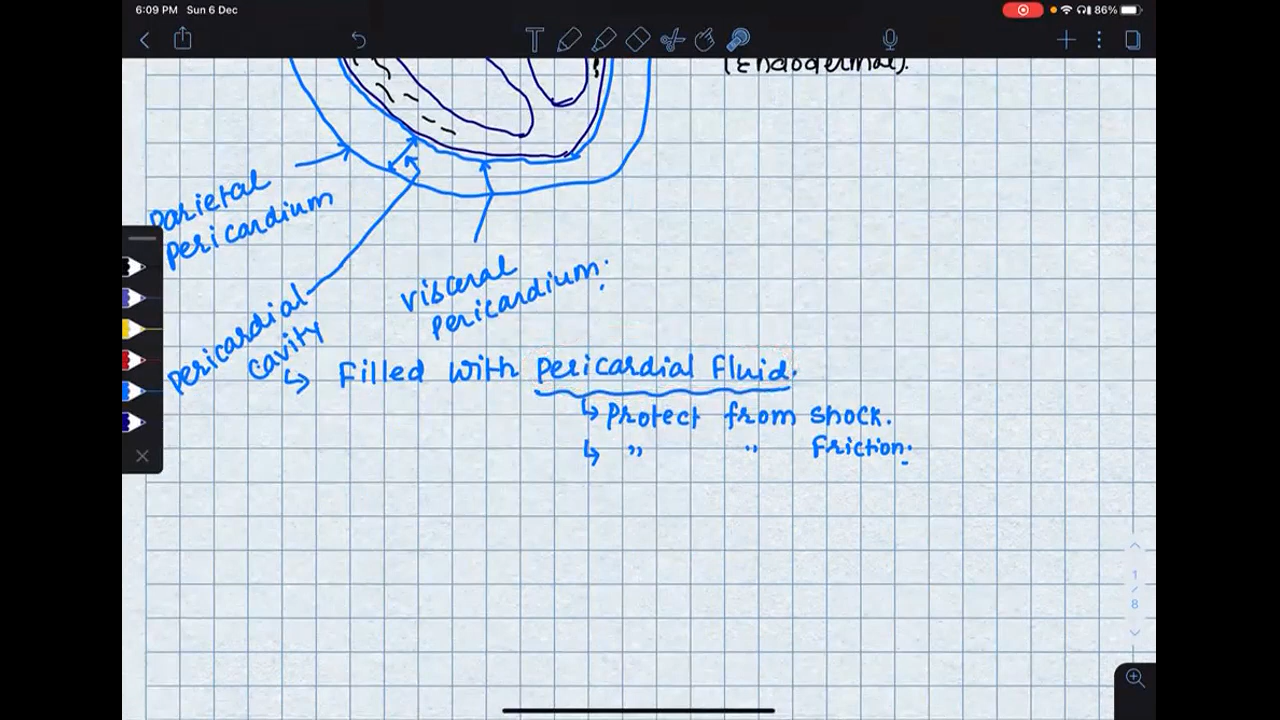 6:09 PM Sun 6 Dec
86%
(Endodermal).
Parietal
pericardium
visceral
pericardium.
pericardial
cavity
↳ Filled with pericardial Fluid.
↳ Protect from shock.
↳ " " Friction.
1
/
8